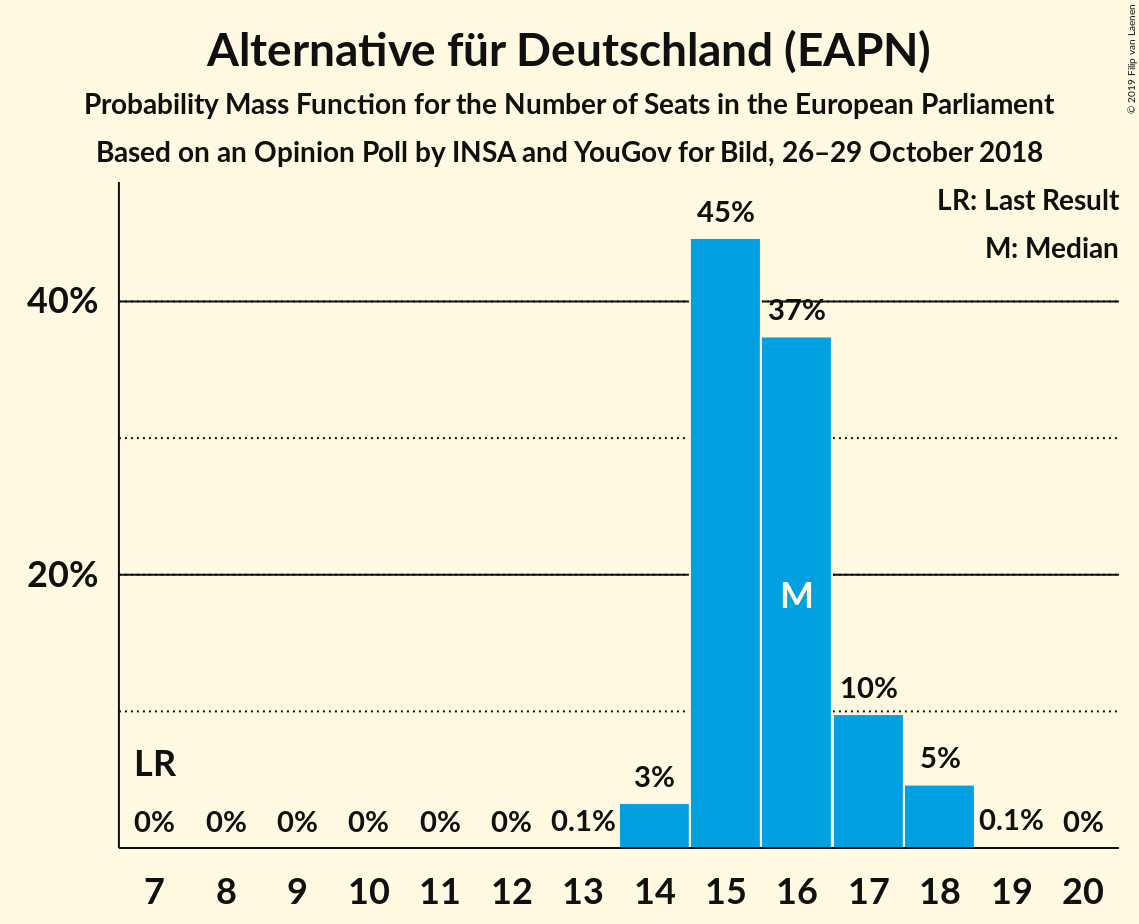 Alternative für Deutschland (EAPN)
Probability Mass Function for the Number of Seats in the European Parliament
Based on an Opinion Poll by INSA and YouGov for Bild, 26–29 October 2018
© 2019 Filip van Laenen
LR: Last Result
M: Median
45%
40%
37%
20%
M
10%
LR
5%
3%
0% 0% 0% 0% 0% 0% 0.1% 0.1% 0%
7 8 9 10 11 12 13 14 15 16 17 18 19 20